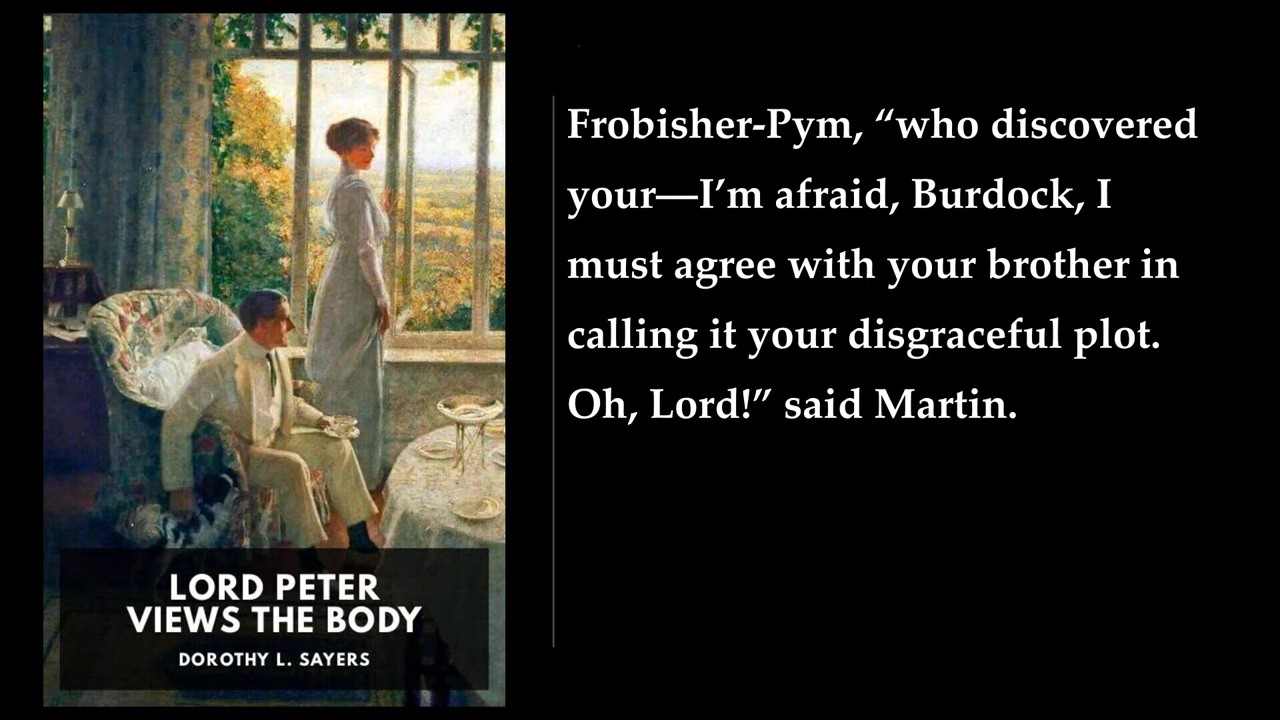 Frobisher-Pym, “who discovered
your—I’m afraid, Burdock, I
must agree with your brother in
calling it your disgraceful plot.
Oh, Lord!” said Martin.
LORD PETER
VIEWS THE BODY
DOROTHY L. SAYERS